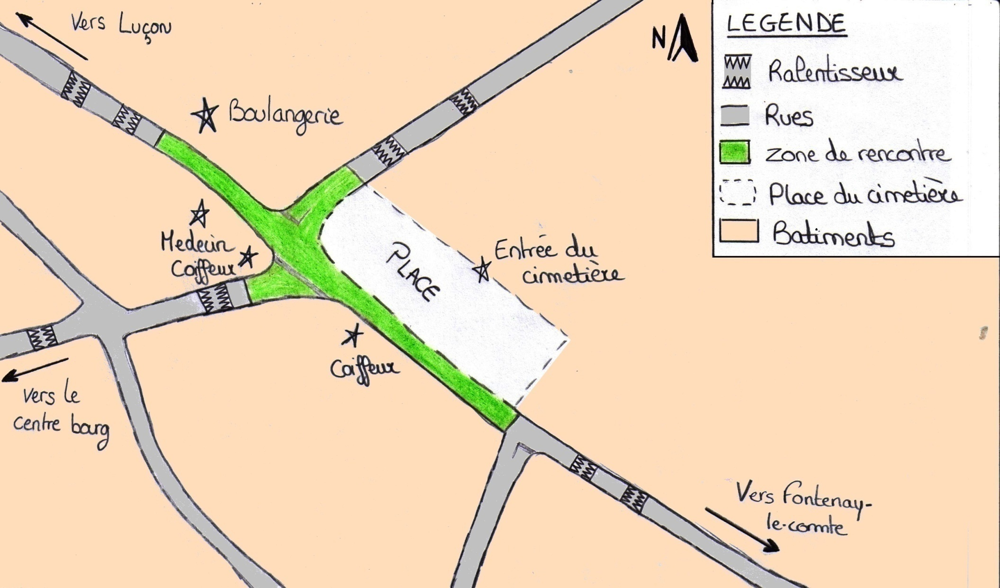 Vers Luçon
N
LEGENDE
Ralentisseur
Rues
zone de rencontre
Place du cimetière
Batiments
Boulangerie
Medecin
Coiffeur
PLACE
Entrée du
cimetière
Coiffeur
vers le
centre bourg
Vers Fontenay-
le-comte